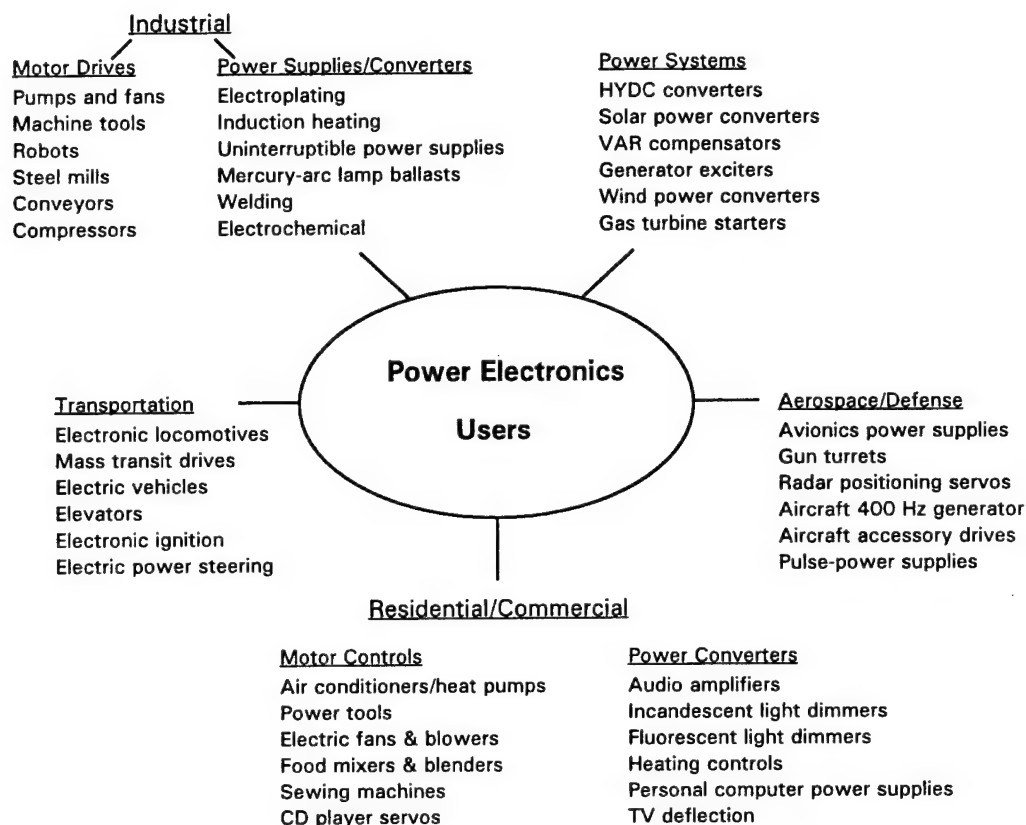 Industrial
Motor Drives
Pumps and fans
Machine tools
Robots
Steel mills
Conveyors
Compressors
Power Supplies/Converters
Electroplating
Induction heating
Uninterruptible power supplies
Mercury-arc lamp ballasts
Welding
Electrochemical
Power Systems
HYDC converters
Solar power converters
VAR compensators
Generator exciters
Wind power converters
Gas turbine starters
Power Electronics
Users
Transportation
Electronic locomotives
Mass transit drives
Electric vehicles
Elevators
Electronic ignition
Electric power steering
Aerospace/Defense
Avionics power supplies
Gun turrets
Radar positioning servos
Aircraft 400 Hz generator
Aircraft accessory drives
Pulse-power supplies
Residential/Commercial
Motor Controls
Air conditioners/heat pumps
Power tools
Electric fans & blowers
Food mixers & blenders
Sewing machines
CD player servos
Power Converters
Audio amplifiers
Incandescent light dimmers
Fluorescent light dimmers
Heating controls
Personal computer power supplies
TV deflection